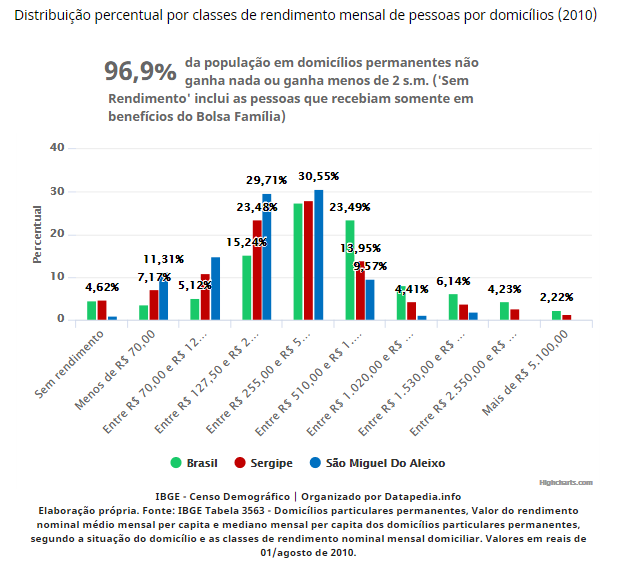 Distribuição percentual por classes de rendimento mensal de pessoas por domicílios (2010)
96,9% da população em domicílios permanentes não
ganha nada ou ganha menos de 2 s.m. ('Sem
Rendimento' inclui as pessoas que recebiam somente em
benefícios do Bolsa Família)
Percentual
40
30
20
10
0
4,62%
7,17%
11,31%
5,12%
15,24%
23,48%
29,71%
30,55%
23,49%
13,95%
9,57%
4,41%
6,14%
4,23%
2,22%
Sem rendimento
Menos de R$ 70,00
Entre R$ 70,00 e R$ 12…
Entre R$ 127,50 e R$ 2…
Entre R$ 255,00 e R$ 5…
Entre R$ 510,00 e R$ 1.…
Entre R$ 1.020,00 e R$ …
Entre R$ 1.530,00 e R$ …
Entre R$ 2.550,00 e R$ …
Mais de R$ 5.100,00
Brasil
Sergipe
São Miguel Do Aleixo
Highcharts.com
IBGE - Censo Demográfico | Organizado por Datapedia.info
Elaboração própria. Fonte: IBGE Tabela 3563 - Domicílios particulares permanentes, Valor do rendimento
nominal médio mensal per capita e mediano mensal per capita dos domicílios particulares permanentes,
segundo a situação do domicílio e as classes de rendimento nominal mensal domiciliar. Valores em reais de
01/agosto de 2010.